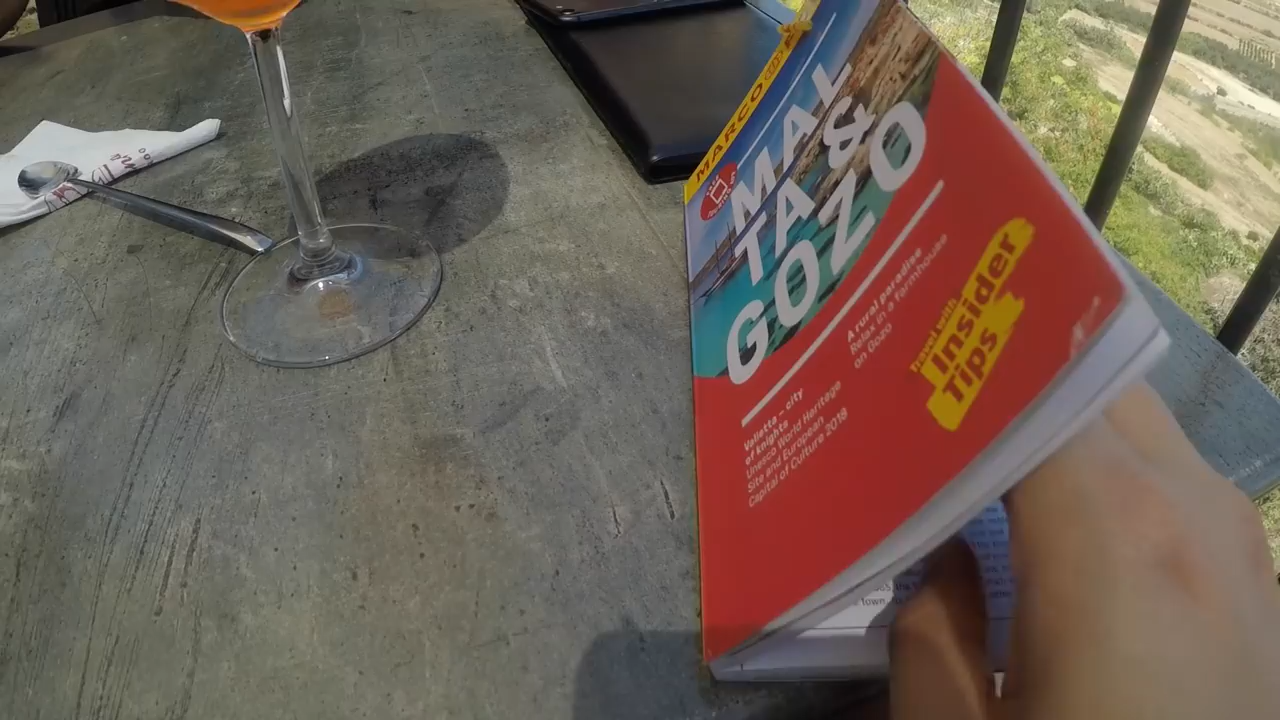 MARCO
MAL
TA &
GOZO
A rural paradise
Relax in a farmhouse
on Gozo
Valletta – city
of knights
Unesco World Heritage
Site and European
Capital of Culture 2018
Travel with
Insider
Tips
town,